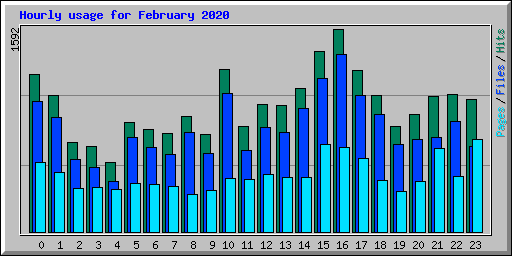 Hourly usage for February 2020
1592
Pages/Files/Hits
0 1 2 3 4 5 6 7 8 9 10 11 12 13 14 15 16 17 18 19 20 21 22 23